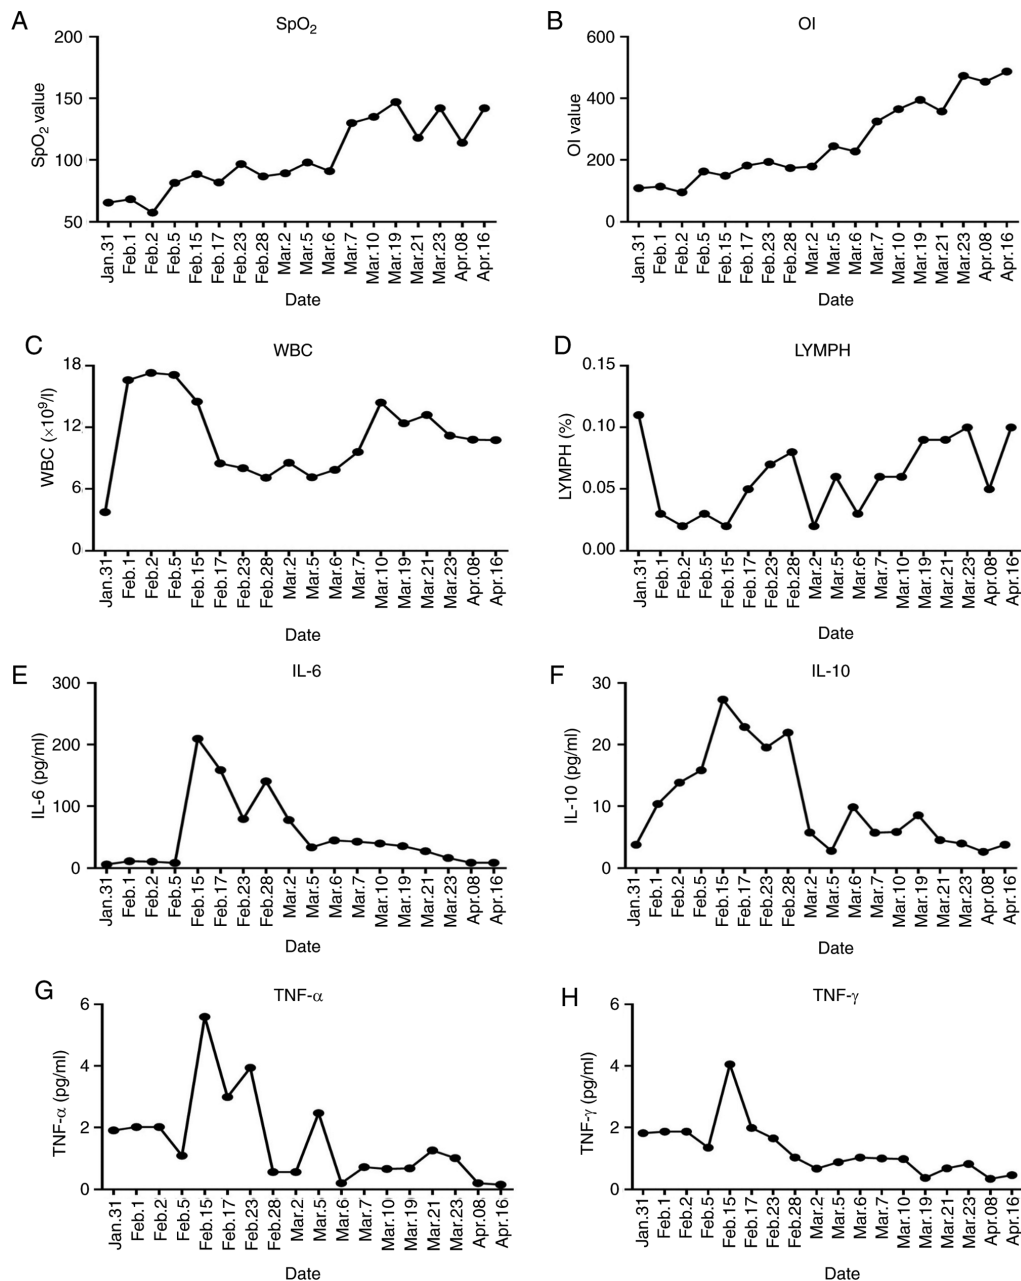 A
SpO2
SpO2 value
200
150
100
50
Jan.31 Feb.1 Feb.2 Feb.5 Feb.15 Feb.17 Feb.23 Feb.28 Mar.2 Mar.5 Mar.6 Mar.7 Mar.10 Mar.19 Mar.21 Mar.23 Apr.08 Apr.16
Date
B
OI
OI value
600
400
200
0
Jan.31 Feb.1 Feb.2 Feb.5 Feb.15 Feb.17 Feb.23 Feb.28 Mar.2 Mar.5 Mar.6 Mar.7 Mar.10 Mar.19 Mar.21 Mar.23 Apr.08 Apr.16
Date
C
WBC
WBC (×10⁹/l)
18
12
6
0
Jan.31 Feb.1 Feb.2 Feb.5 Feb.15 Feb.17 Feb.23 Feb.28 Mar.2 Mar.5 Mar.6 Mar.7 Mar.10 Mar.19 Mar.21 Mar.23 Apr.08 Apr.16
Date
D
LYMPH
LYMPH (%)
0.15
0.10
0.05
0.00
Jan.31 Feb.1 Feb.2 Feb.5 Feb.15 Feb.17 Feb.23 Feb.28 Mar.2 Mar.5 Mar.6 Mar.7 Mar.10 Mar.19 Mar.21 Mar.23 Apr.08 Apr.16
Date
E
IL-6
IL-6 (pg/ml)
300
200
100
0
Jan.31 Feb.1 Feb.2 Feb.5 Feb.15 Feb.17 Feb.23 Feb.28 Mar.2 Mar.5 Mar.6 Mar.7 Mar.10 Mar.19 Mar.21 Mar.23 Apr.08 Apr.16
Date
F
IL-10
IL-10 (pg/ml)
30
20
10
0
Jan.31 Feb.1 Feb.2 Feb.5 Feb.15 Feb.17 Feb.23 Feb.28 Mar.2 Mar.5 Mar.6 Mar.7 Mar.10 Mar.19 Mar.21 Mar.23 Apr.08 Apr.16
Date
G
TNF-α
TNF-α (pg/ml)
6
4
2
0
Jan.31 Feb.1 Feb.2 Feb.5 Feb.15 Feb.17 Feb.23 Feb.28 Mar.2 Mar.5 Mar.6 Mar.7 Mar.10 Mar.19 Mar.21 Mar.23 Apr.08 Apr.16
Date
H
TNF-γ
TNF-γ (pg/ml)
6
4
2
0
Jan.31 Feb.1 Feb.2 Feb.5 Feb.15 Feb.17 Feb.23 Feb.28 Mar.2 Mar.5 Mar.6 Mar.7 Mar.10 Mar.19 Mar.21 Mar.23 Apr.08 Apr.16
Date